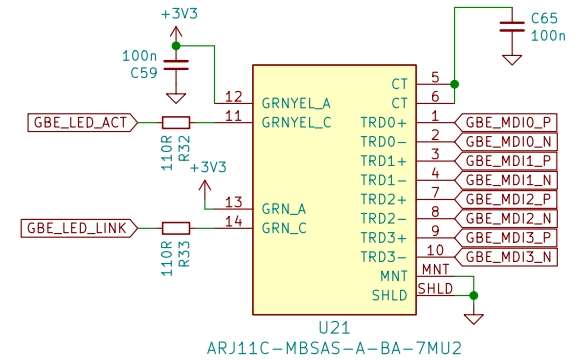 +3V3
C65
100n
100n
C59
CT 5
CT 6
12 GRNYEL_A
GBE_LED_ACT
11 GRNYEL_C
110R
R32
TRD0+ 1 GBE_MDI0_P
TRD0- 2 GBE_MDI0_N
TRD1+ 3 GBE_MDI1_P
TRD1- 4 GBE_MDI1_N
TRD2+ 7 GBE_MDI2_P
TRD2- 8 GBE_MDI2_N
TRD3+ 9 GBE_MDI3_P
TRD3- 10 GBE_MDI3_N
+3V3
13 GRN_A
GBE_LED_LINK
14 GRN_C
110R
R33
MNT MNT
SHLD SHLD
U21
ARJ11C-MBSAS-A-BA-7MU2